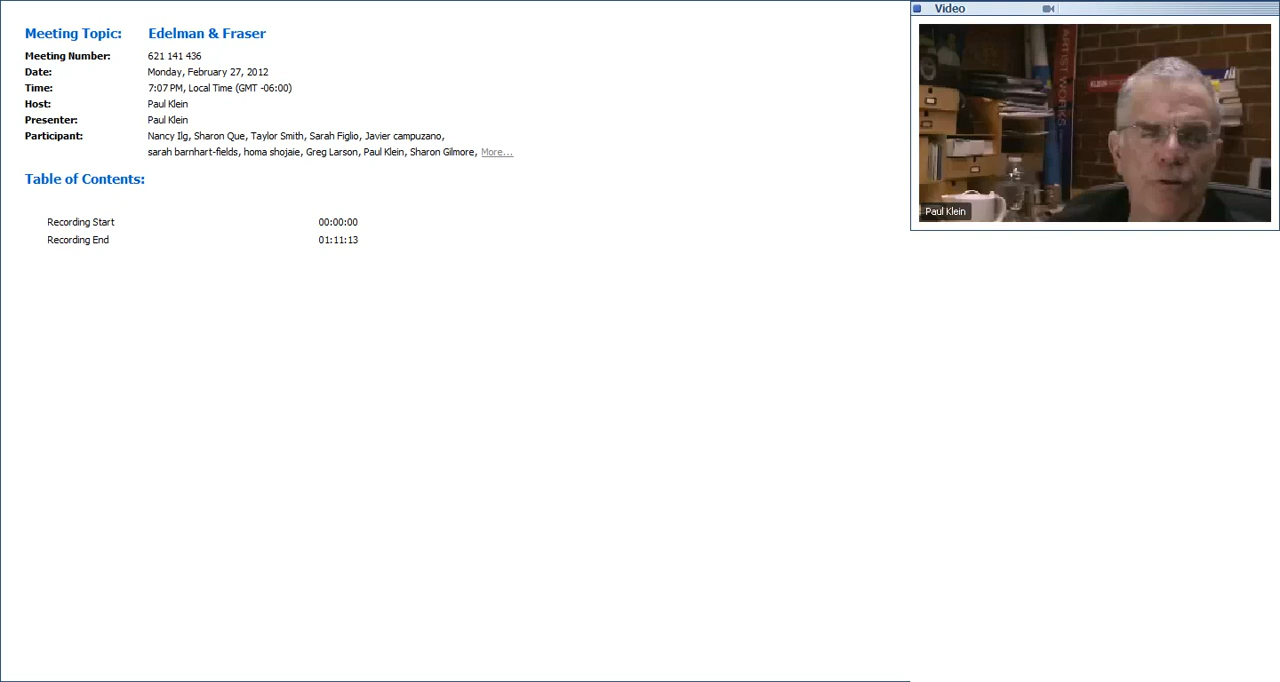 Meeting Topic: Edelman & Fraser
Meeting Number: 621 141 436
Date: Monday, February 27, 2012
Time: 7:07 PM, Local Time (GMT -06:00)
Host: Paul Klein
Presenter: Paul Klein
Participant: Nancy Ilg, Sharon Que, Taylor Smith, Sarah Figlio, Javier campuzano,
sarah barnhart-fields, homa shojaie, Greg Larson, Paul Klein, Sharon Gilmore, More...
Table of Contents:
Recording Start 00:00:00
Recording End 01:11:13
Video
ARTIST WORKS
Paul Klein